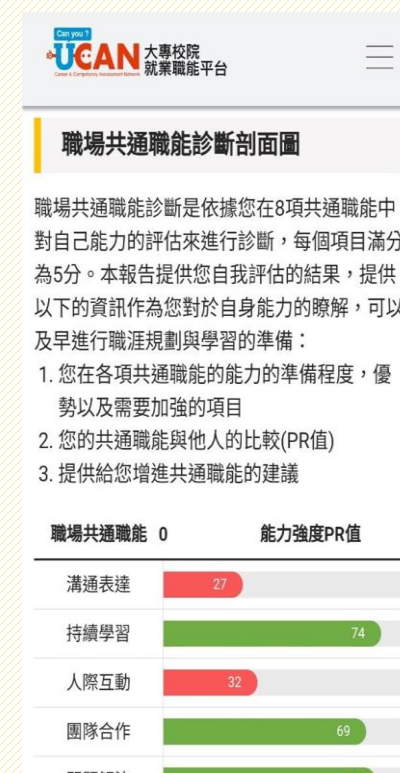 Can you ?
UCAN 大專校院
就業職能平台
Career & Competency Assessment Network
職場共通職能診斷剖面圖
職場共通職能診斷是依據您在8項共通職能中
對自己能力的評估來進行診斷，每個項目滿分
為5分。本報告提供您自我評估的結果，提供
以下的資訊作為您對於自身能力的瞭解，可以
及早進行職涯規劃與學習的準備：
1. 您在各項共通職能的能力的準備程度，優
勢以及需要加強的項目
2. 您的共通職能與他人的比較(PR值)
3. 提供給您增進共通職能的建議
職場共通職能 0 能力強度PR值
溝通表達 27
持續學習 74
人際互動 32
團隊合作 69